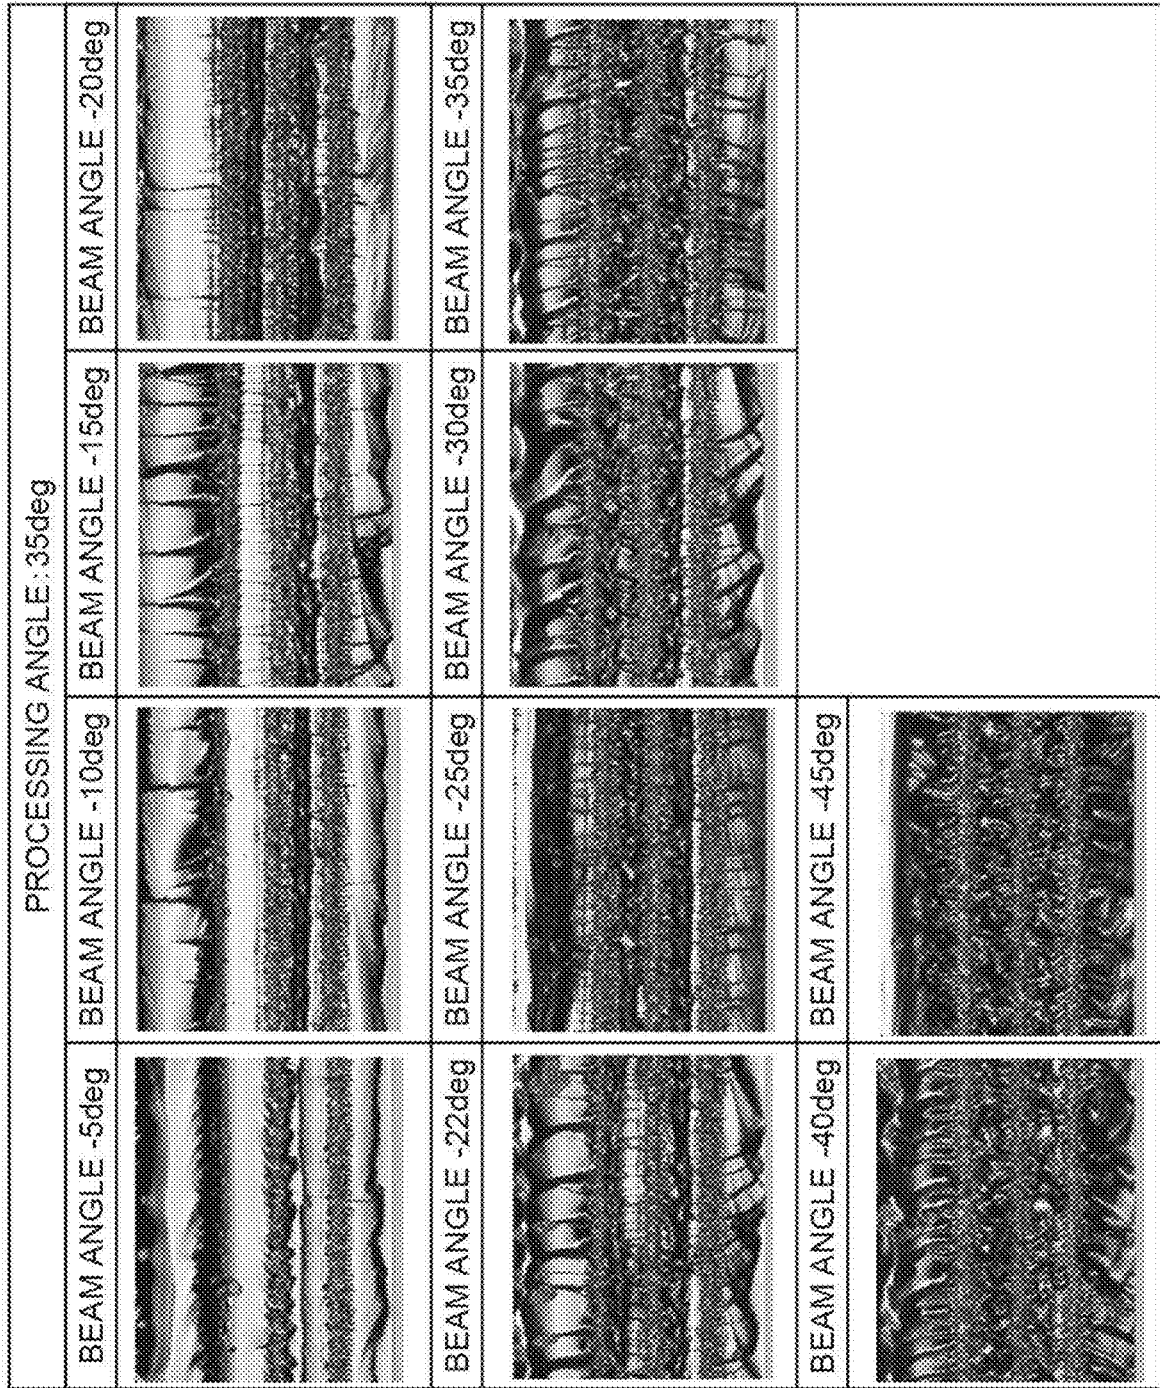 PROCESSING ANGLE:35deg
BEAM ANGLE -5deg
BEAM ANGLE -10deg
BEAM ANGLE -15deg
BEAM ANGLE -20deg
BEAM ANGLE -22deg
BEAM ANGLE -25deg
BEAM ANGLE -30deg
BEAM ANGLE -35deg
BEAM ANGLE -40deg
BEAM ANGLE -45deg